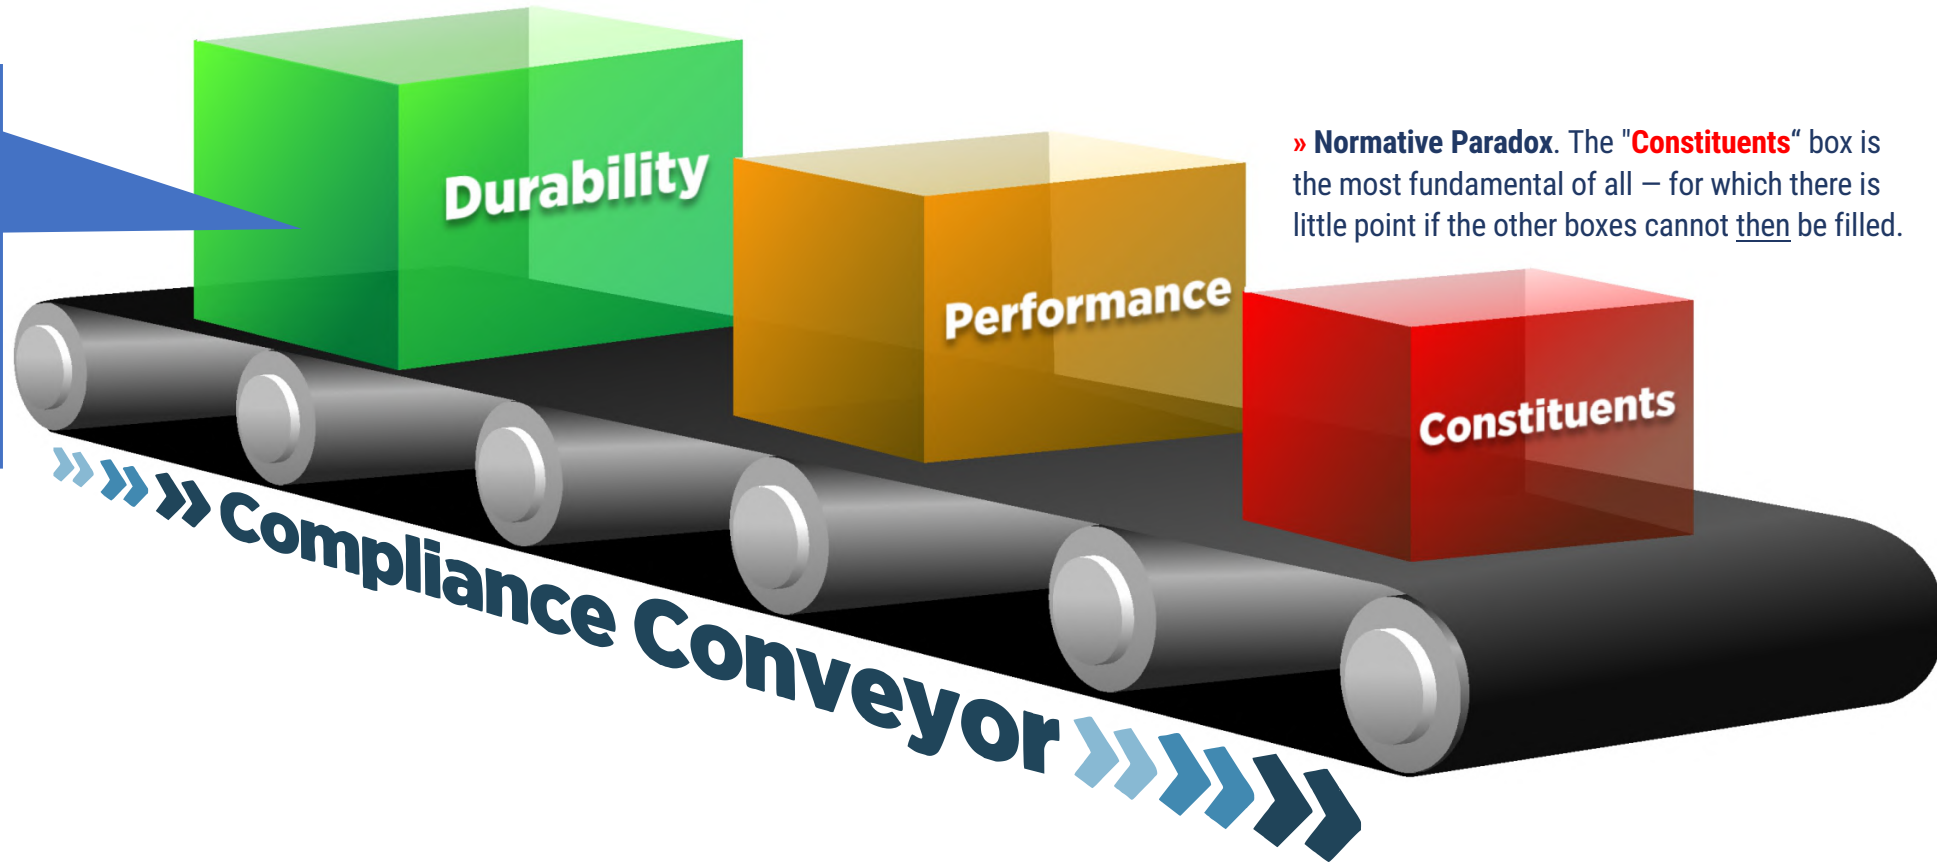 Durability
» Normative Paradox. The "Constituents“ box is
the most fundamental of all — for which there is
little point if the other boxes cannot then be filled.
Performance
Constituents
Compliance Conveyor